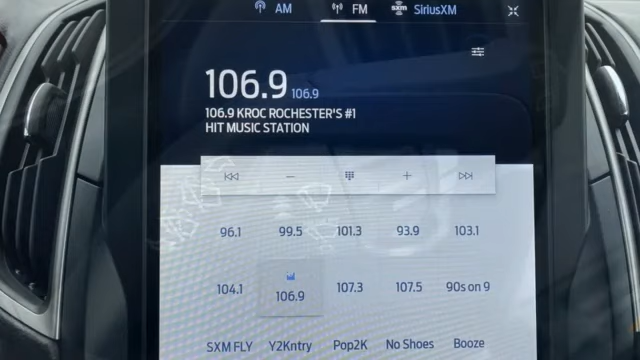 AM FM sxm SiriusXM
106.9 106.9
106.9 KROC ROCHESTER'S #1
HIT MUSIC STATION
96.1 99.5 101.3 93.9 103.1
104.1 106.9 107.3 107.5 90s on 9
SXM FLY Y2Kntry Pop2K No Shoes Booze